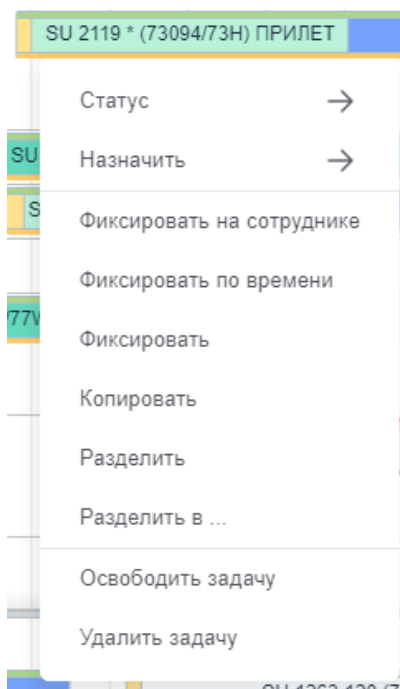 SU 2119 * (73094/73H) ПРИЛЕТ
Статус
SU
Назначить
S
Фиксировать на сотруднике
Фиксировать по времени
Фиксировать
Копировать
Разделить
Разделить в ...
Освободить задачу
Удалить задачу